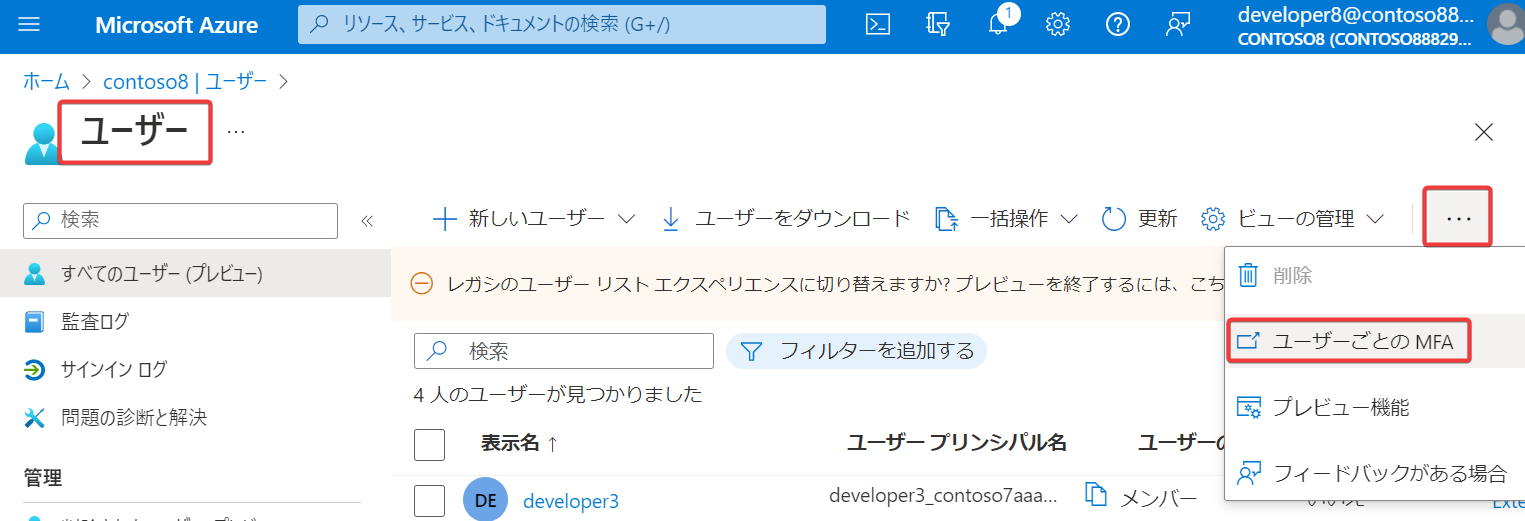 Microsoft Azure
リソース、サービス、ドキュメントの検索 (G+/)
1
developer8@contoso88...
CONTOSO8 (CONTOSO88829...
ホーム > contoso8 | ユーザー >
ユーザー ...
検索 «
新しいユーザー ユーザーをダウンロード 一括操作 更新 ビューの管理 ...
すべてのユーザー (プレビュー)
監査ログ
サインイン ログ
問題の診断と解決
管理
レガシのユーザー リスト エクスペリエンスに切り替えますか? プレビューを終了するには、こち
検索 フィルターを追加する
4 人のユーザーが見つかりました
表示名 ↑ ユーザー プリンシパル名 ユーザーの
DE developer3 developer3_contoso7aaa... メンバー
削除
ユーザーごとの MFA
プレビュー機能
フィードバックがある場合